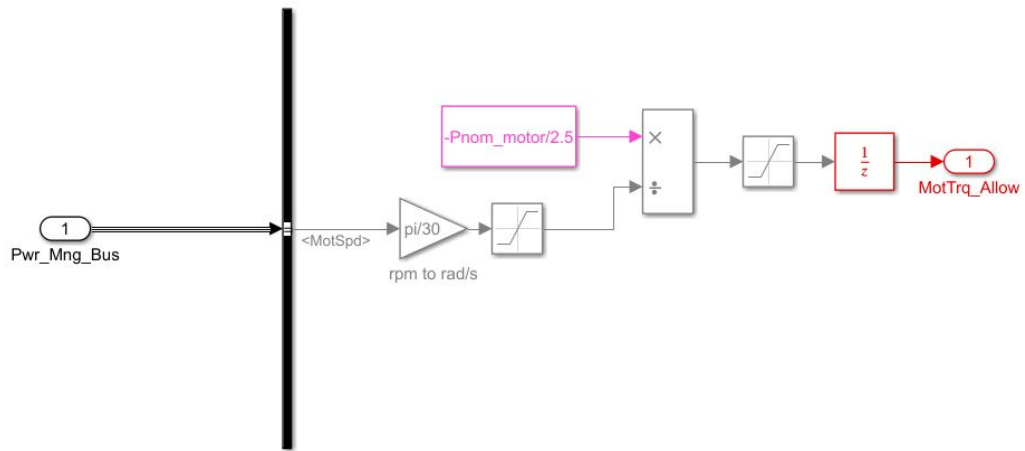 -Pnom_motor/2.5
×
÷
1
z
1
MotTrq_Allow
1
Pwr_Mng_Bus
<MotSpd>
pi/30
rpm to rad/s